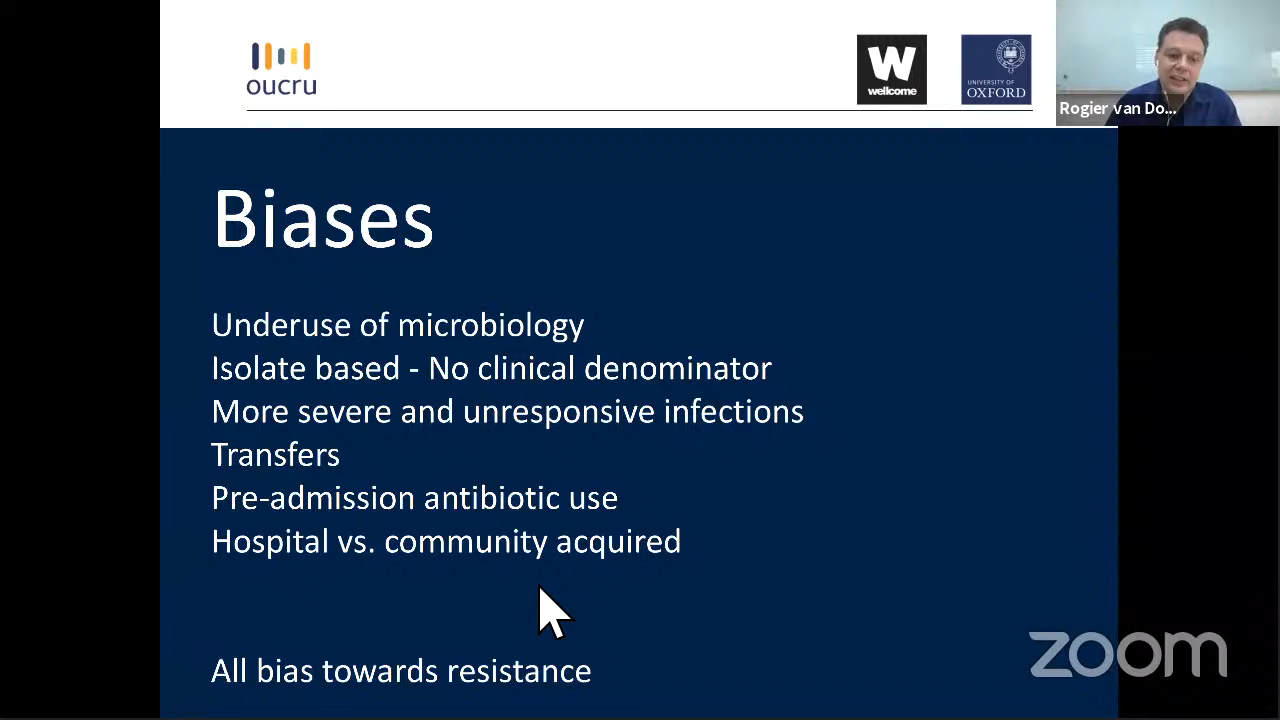 oucru
W
wellcome
UNIVERSITY OF
OXFORD
Rogier van Do...
Biases
Underuse of microbiology
Isolate based - No clinical denominator
More severe and unresponsive infections
Transfers
Pre-admission antibiotic use
Hospital vs. community acquired
All bias towards resistance
zoom